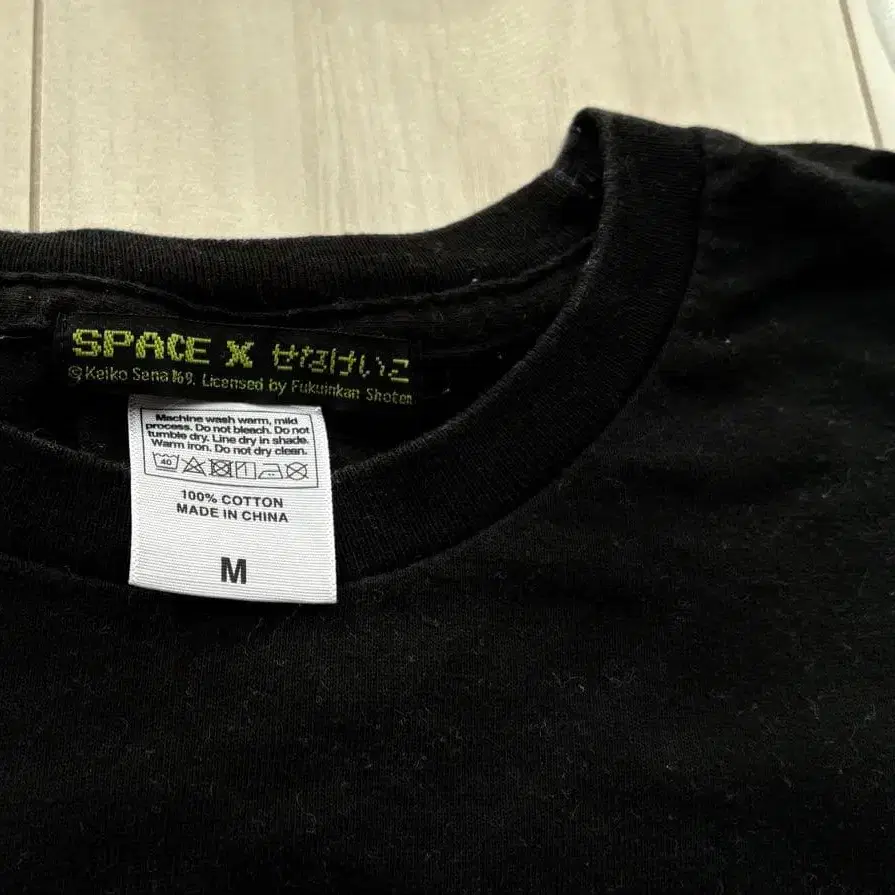 SPACE X せなけいこ
© Keiko Sena '69. Licensed by Fukuinkan Shoten
Machine wash warm, mild
process. Do not bleach. Do not
tumble dry. Line dry in shade.
Warm iron. Do not dry clean.
40
100% COTTON
MADE IN CHINA
M